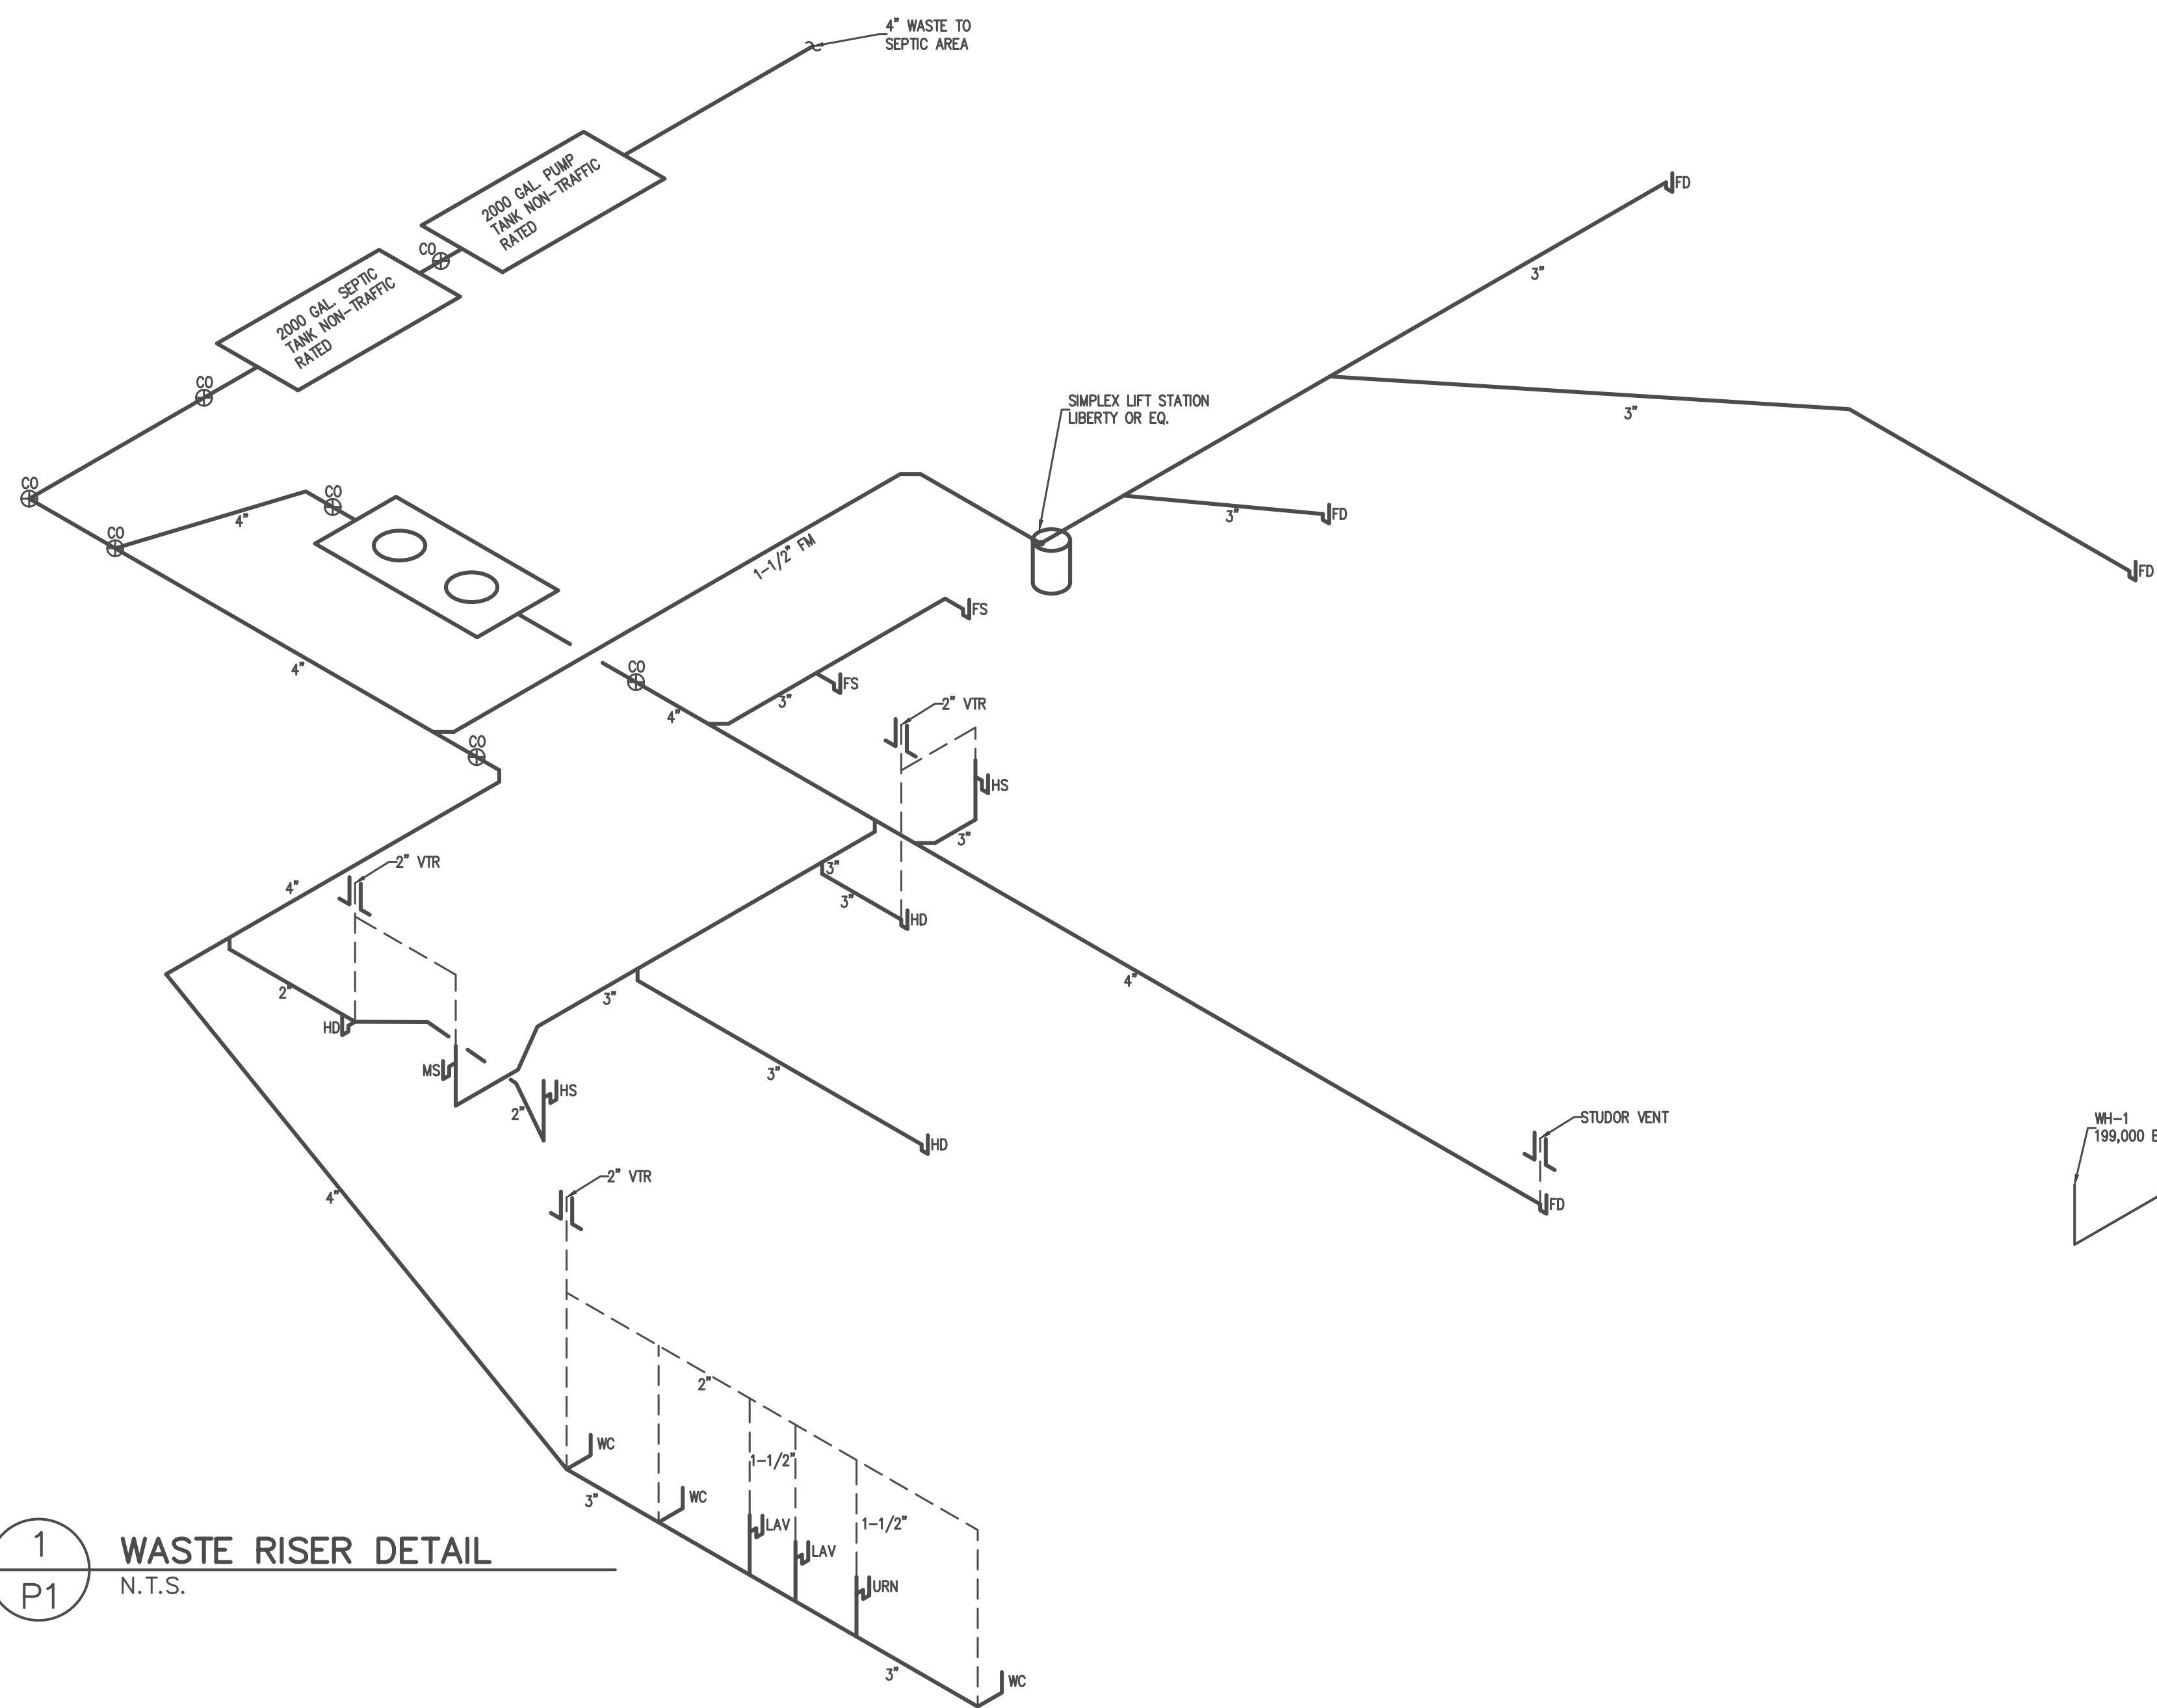 4" WASTE TO
SEPTIC AREA
2000 GAL. PUMP
TANK NON-TRAFFIC
RATED
CO
2000 GAL. SEPTIC
TANK NON-TRAFFIC
RATED
CO
FD
3"
SIMPLEX LIFT STATION
LIBERTY OR EQ.
3"
CO
CO
4"
CO
3"
FD
1-1/2" FM
FD
FS
4"
CO
FS
3"
4"
2" VTR
CO
HS
3"
2" VTR
4"
3"
3"
HD
4"
2"
3"
HD
MS
3"
HS
2"
HD
STUDOR VENT
WH-1
199,000
4"
2" VTR
FD
2"
WC
1-1/2"
3"
WC
LAV
1-1/2"
LAV
URN
3"
WC
1
P1
WASTE RISER DETAIL
N.T.S.